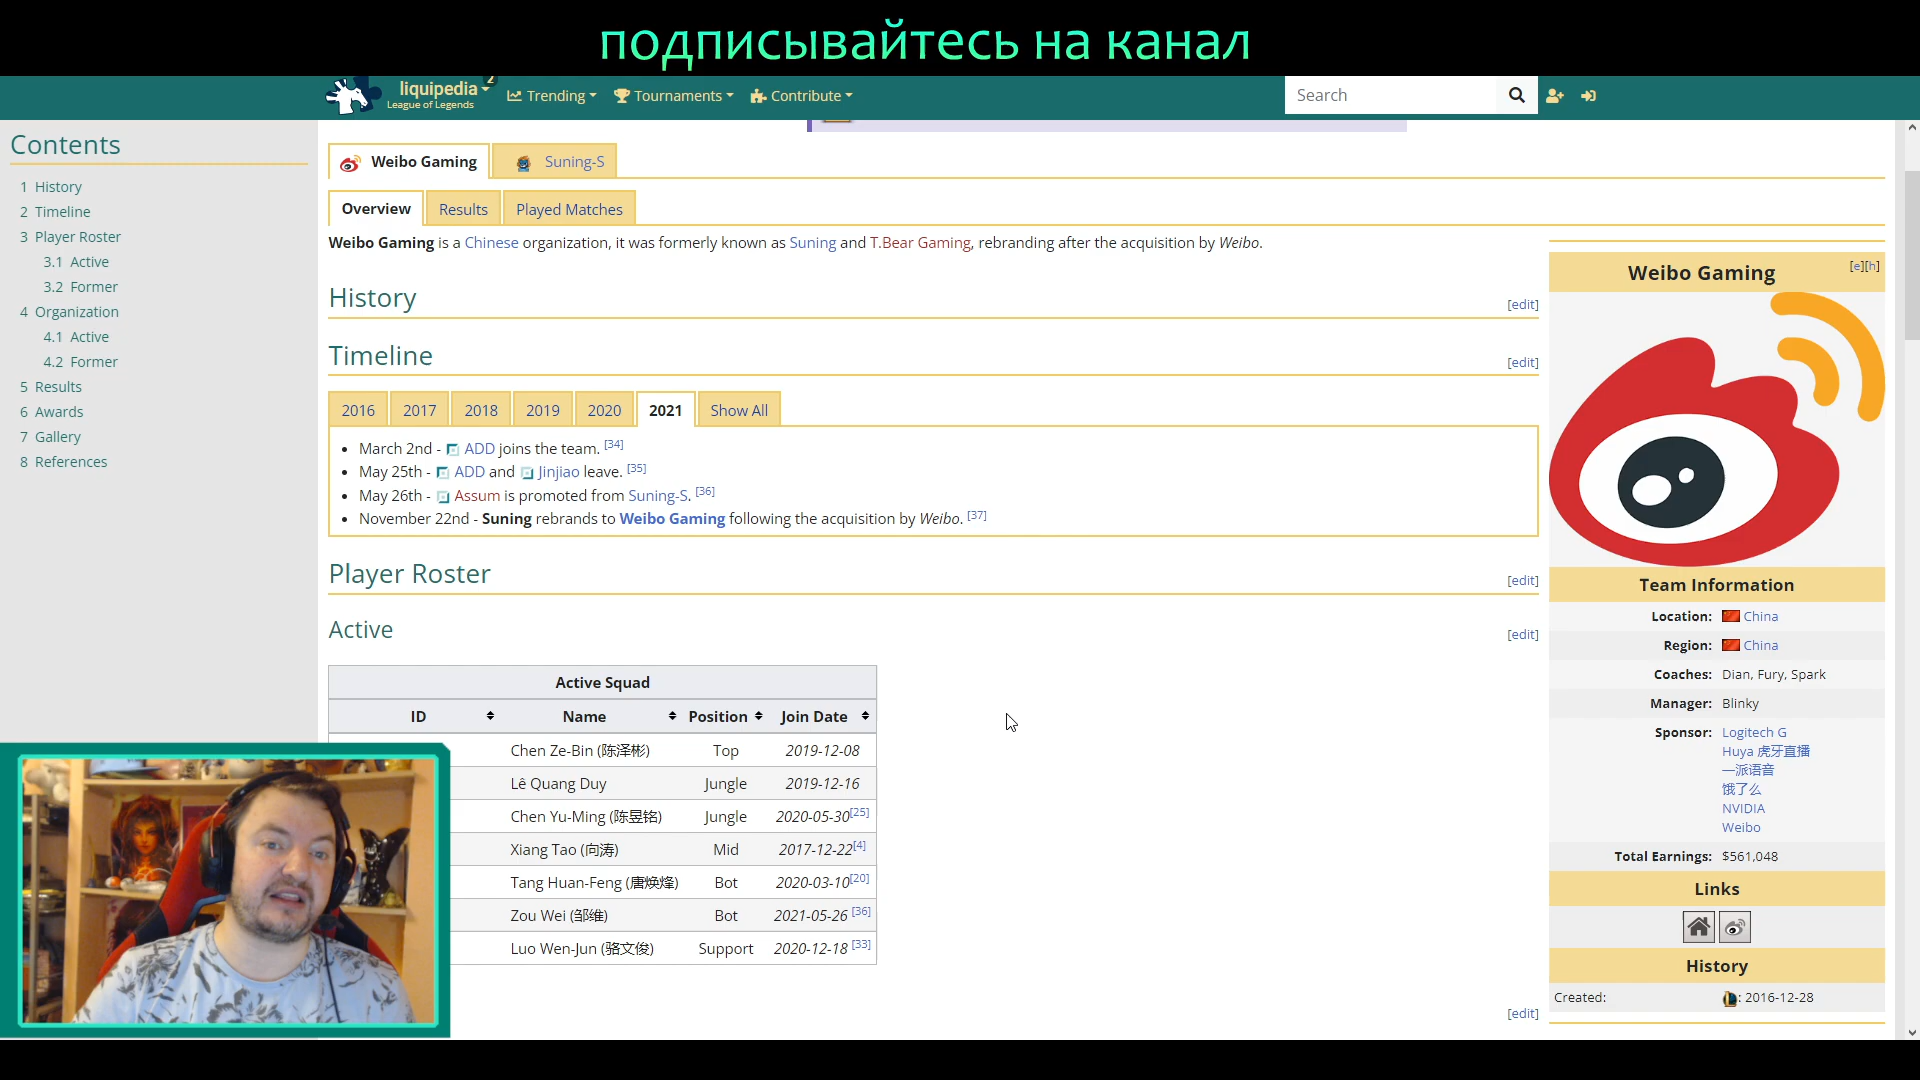 подписывайтесь на канал
liquipedia 2
League of Legends
Trending
Tournaments
Contribute
Search
Contents
1 History
2 Timeline
3 Player Roster
3.1 Active
3.2 Former
4 Organization
4.1 Active
4.2 Former
5 Results
6 Awards
7 Gallery
8 References
Weibo Gaming
Suning-S
Overview
Results
Played Matches
Weibo Gaming is a Chinese organization, it was formerly known as Suning and T.Bear Gaming, rebranding after the acquisition by Weibo.
History [edit]
Timeline [edit]
2016 2017 2018 2019 2020 2021 Show All
• March 2nd - ADD joins the team. [34]
• May 25th - ADD and Jinjiao leave. [35]
• May 26th - Assum is promoted from Suning-S. [36]
• November 22nd - Suning rebrands to Weibo Gaming following the acquisition by Weibo. [37]
Player Roster [edit]
Active [edit]
Active Squad
ID Name Position Join Date
Chen Ze-Bin (陈泽彬) Top 2019-12-08
Lê Quang Duy Jungle 2019-12-16
Chen Yu-Ming (陈昱铭) Jungle 2020-05-30[25]
Xiang Tao (向涛) Mid 2017-12-22[4]
Tang Huan-Feng (唐焕烽) Bot 2020-03-10[20]
Zou Wei (邹维) Bot 2021-05-26 [36]
Luo Wen-Jun (骆文俊) Support 2020-12-18 [33]
[edit]
Weibo Gaming [e][h]
Team Information
Location: China
Region: China
Coaches: Dian, Fury, Spark
Manager: Blinky
Sponsor: Logitech G
Huya 虎牙直播
一派语音
饿了么
NVIDIA
Weibo
Total Earnings: $561,048
Links
History
Created: : 2016-12-28